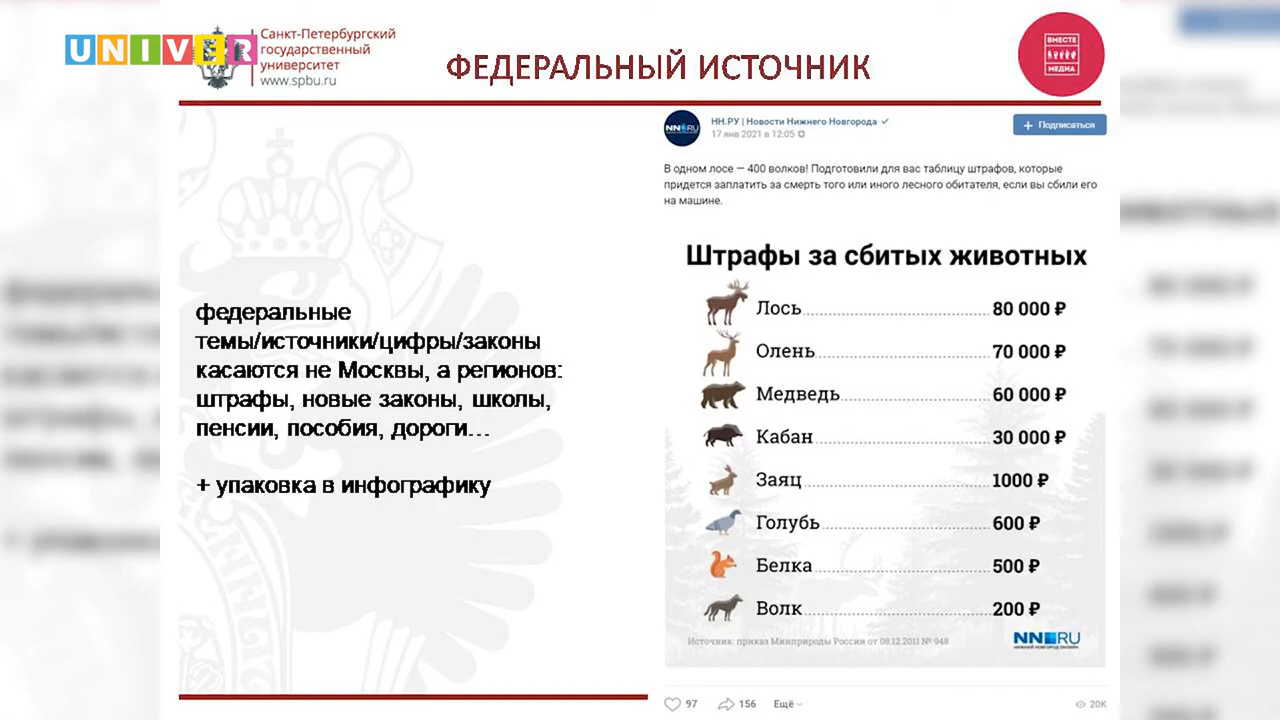 UNIVER
Санкт-Петербургский
государственный
университет
www.spbu.ru
ФЕДЕРАЛЬНЫЙ ИСТОЧНИК
ВМЕСТЕ
МЕДИА
федеральные
темы/источники/цифры/законы
касаются не Москвы, а регионов:
штрафы, новые законы, школы,
пенсии, пособия, дороги…
+ упаковка в инфографику
NN RU
НН.РУ | Новости Нижнего Новгорода
17 янв 2021 в 12:05
+ Подписаться
В одном лосе — 400 волков! Подготовили для вас таблицу штрафов, которые
придется заплатить за смерть того или иного лесного обитателя, если вы сбили его
на машине.
Штрафы за сбитых животных
Лось 80 000 ₽
Олень 70 000 ₽
Медведь 60 000 ₽
Кабан 30 000 ₽
Заяц 1000 ₽
Голубь 600 ₽
Белка 500 ₽
Волк 200 ₽
Источник: приказ Минприроды России от 08.12.2011 № 948
NN RU
НИЖНИЙ НОВГОРОД ОНЛАЙН
97 156 Ещё 20K